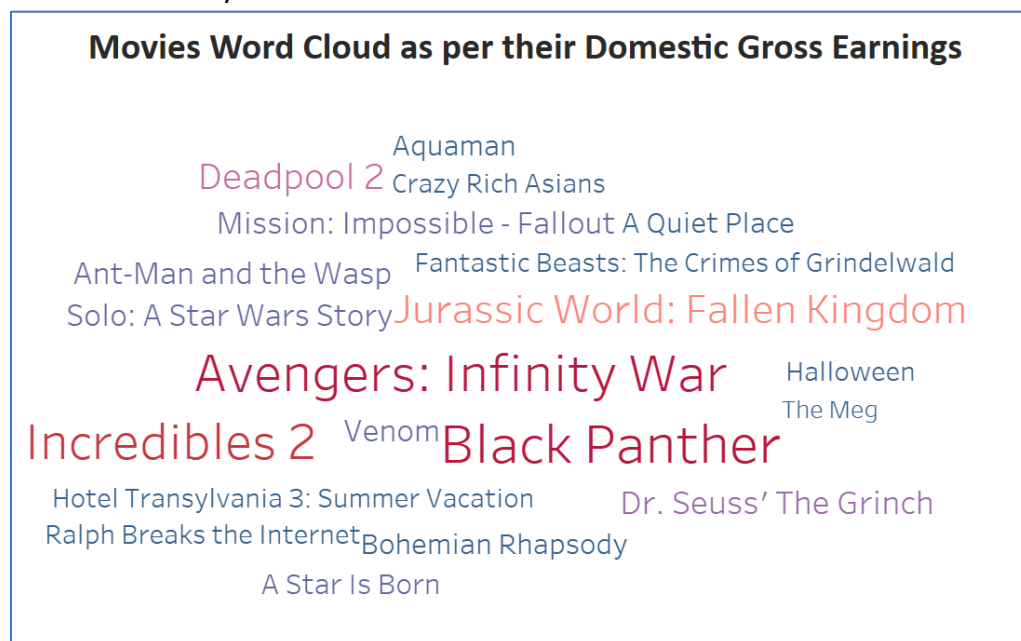 Movies Word Cloud as per their Domestic Gross Earnings
Aquaman
Deadpool 2
Crazy Rich Asians
Mission: Impossible - Fallout
A Quiet Place
Ant-Man and the Wasp
Fantastic Beasts: The Crimes of Grindelwald
Solo: A Star Wars Story
Jurassic World: Fallen Kingdom
Avengers: Infinity War
Halloween
The Meg
Incredibles 2
Venom
Black Panther
Hotel Transylvania 3: Summer Vacation
Dr. Seuss’ The Grinch
Ralph Breaks the Internet
Bohemian Rhapsody
A Star Is Born